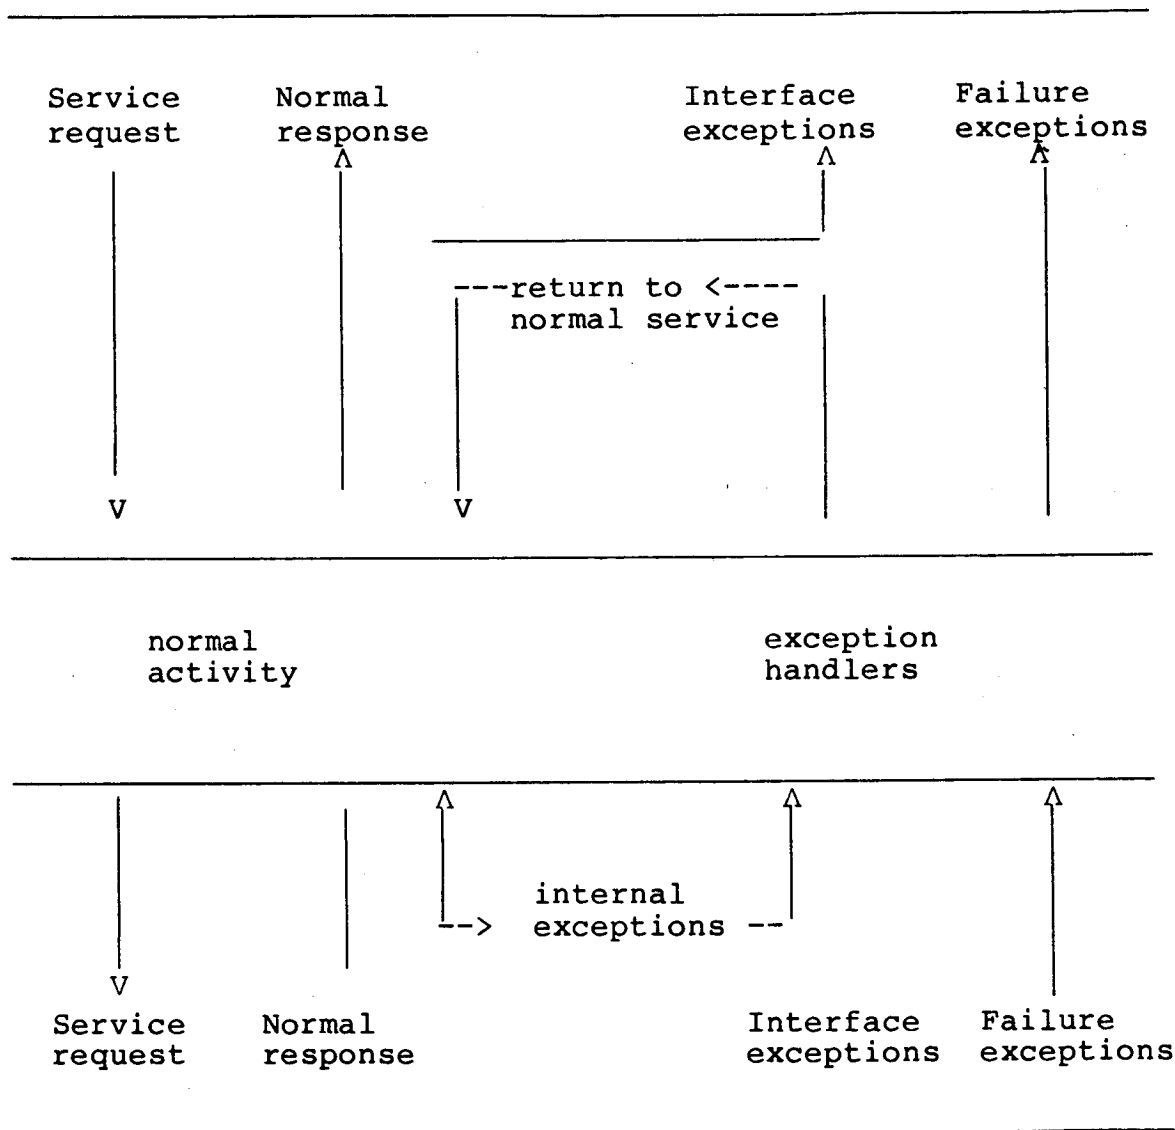 Service
request
Normal
response
Interface
exceptions
Failure
exceptions
---return to <----
normal service
normal
activity
exception
handlers
internal
--> exceptions --
Service
request
Normal
response
Interface
exceptions
Failure
exceptions